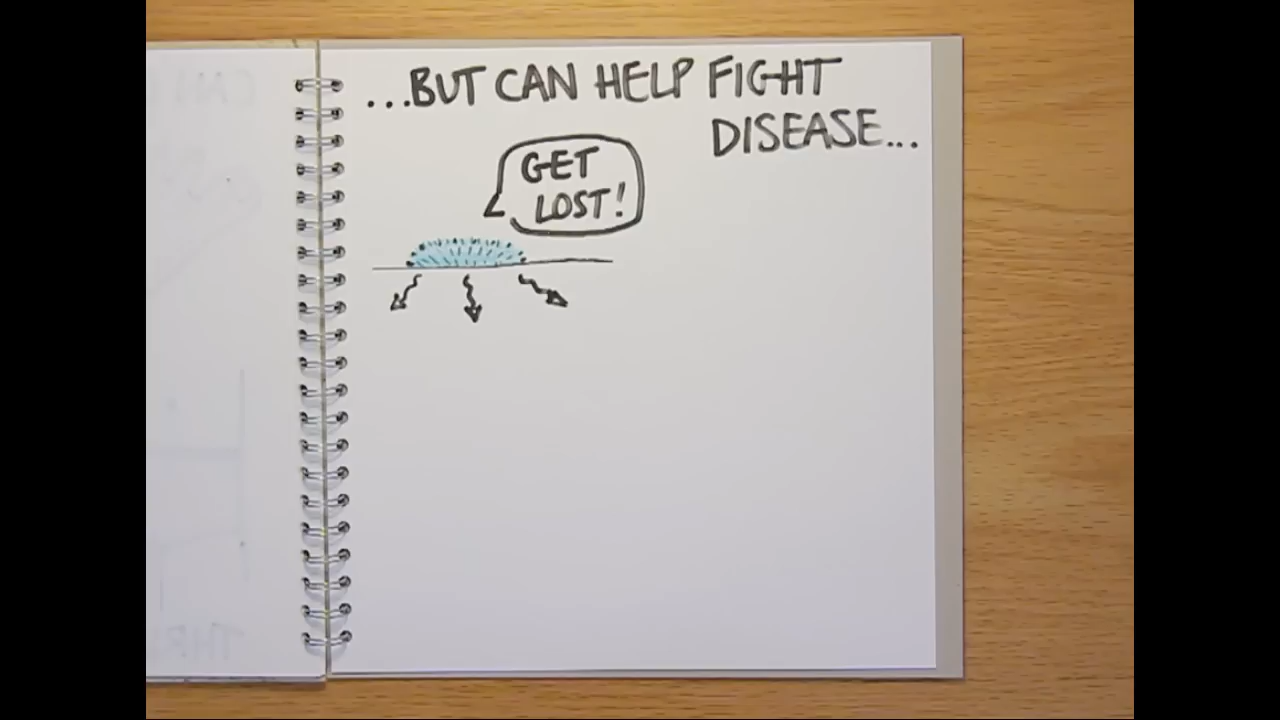 ...BUT CAN HELP FIGHT
DISEASE...
GET
LOST!